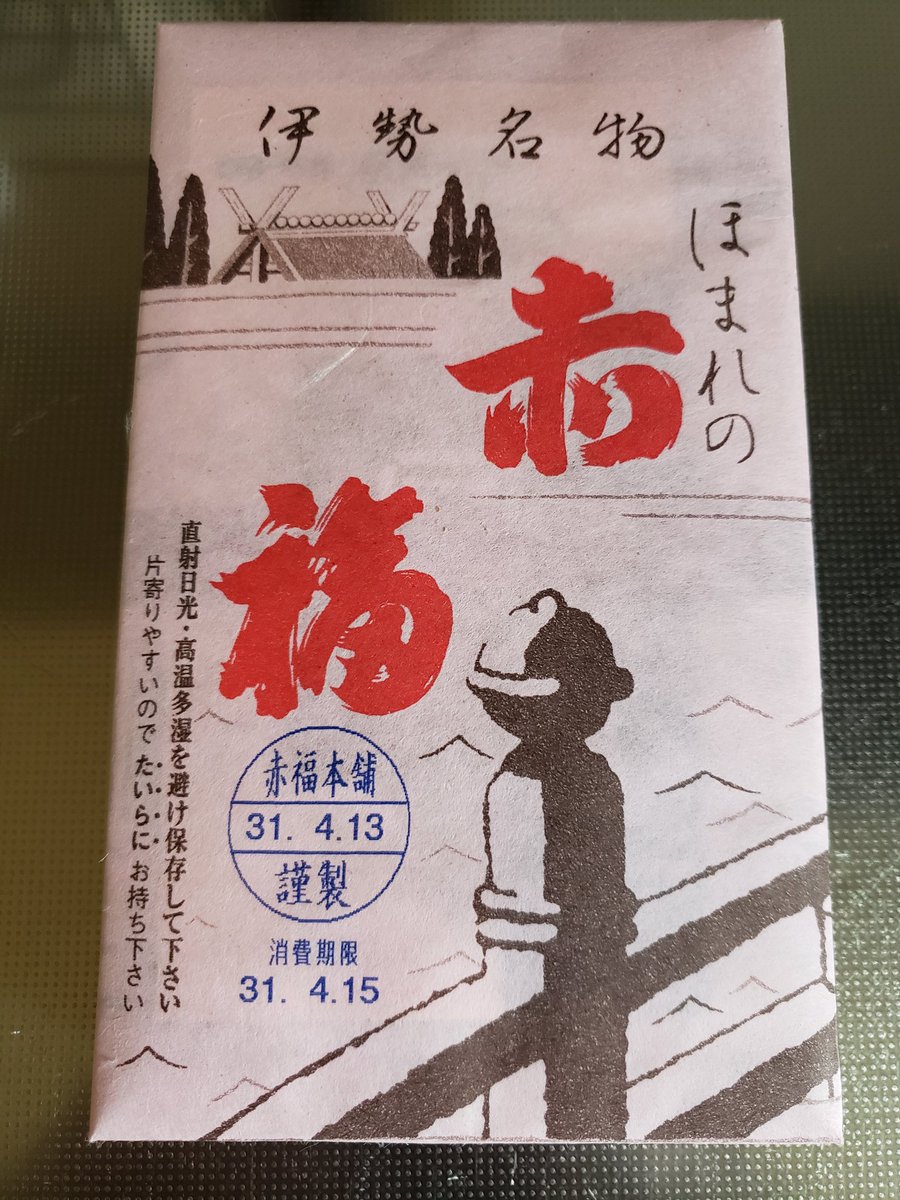 伊勢名物
ほまれの
赤福
直射日光・高温多湿を避け保存して下さい
片寄りやすいので たいらに お持ち下さい
赤福本舗
31. 4.13
謹製
消費期限
31. 4.15